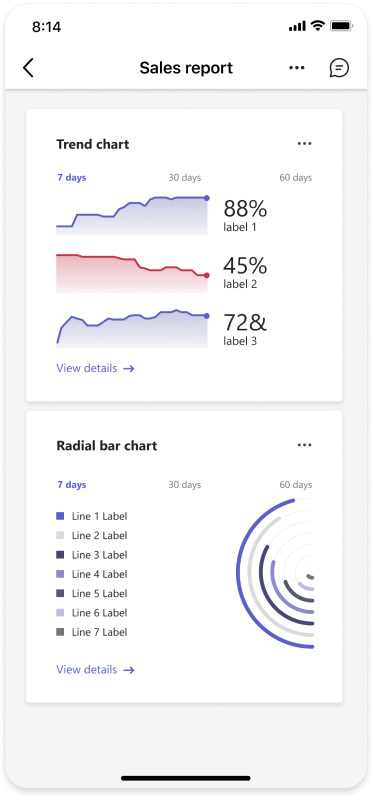 8:14
Sales report
Trend chart
7 days 30 days 60 days
88%
label 1
45%
label 2
72&
label 3
View details
Radial bar chart
7 days 30 days 60 days
Line 1 Label
Line 2 Label
Line 3 Label
Line 4 Label
Line 5 Label
Line 6 Label
Line 7 Label
View details